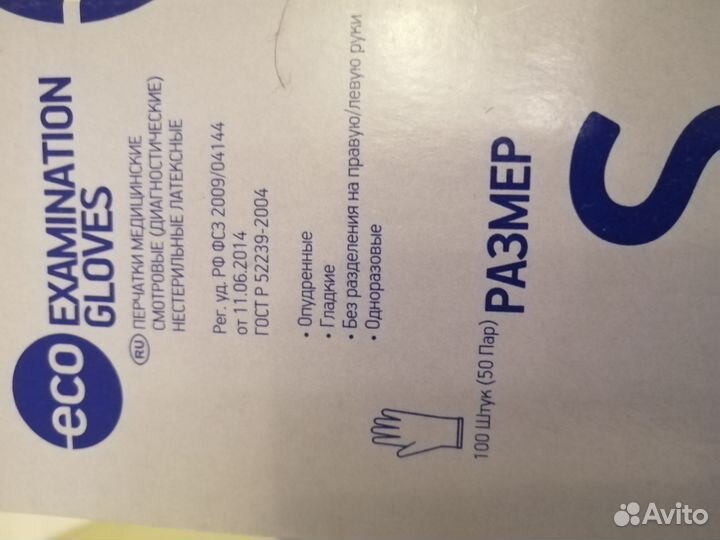 eco EXAMINATION
GLOVES
RU ПЕРЧАТКИ МЕДИЦИНСКИЕ
СМОТРОВЫЕ (ДИАГНОСТИЧЕСКИЕ)
НЕСТЕРИЛЬНЫЕ ЛАТЕКСНЫЕ
Рег. уд. РФ ФСЗ 2009/04144
от 11.06.2014
ГОСТ Р 52239-2004
• Опудренные
• Гладкие
• Без разделения на правую/левую руки
• Одноразовые
100 Штук (50 Пар)
РАЗМЕР
S
Avito